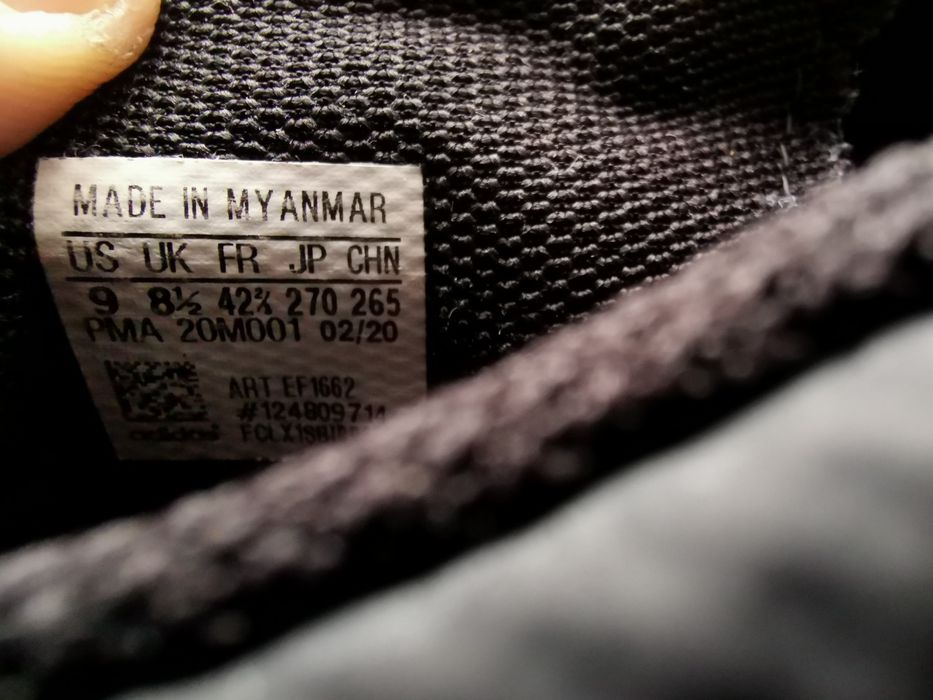 MADE IN MYANMAR
US UK FR JP CHN
9 8½ 42⅔ 270 265
PMA 20M001 02/20
ART EF1662
#124809714
adidas